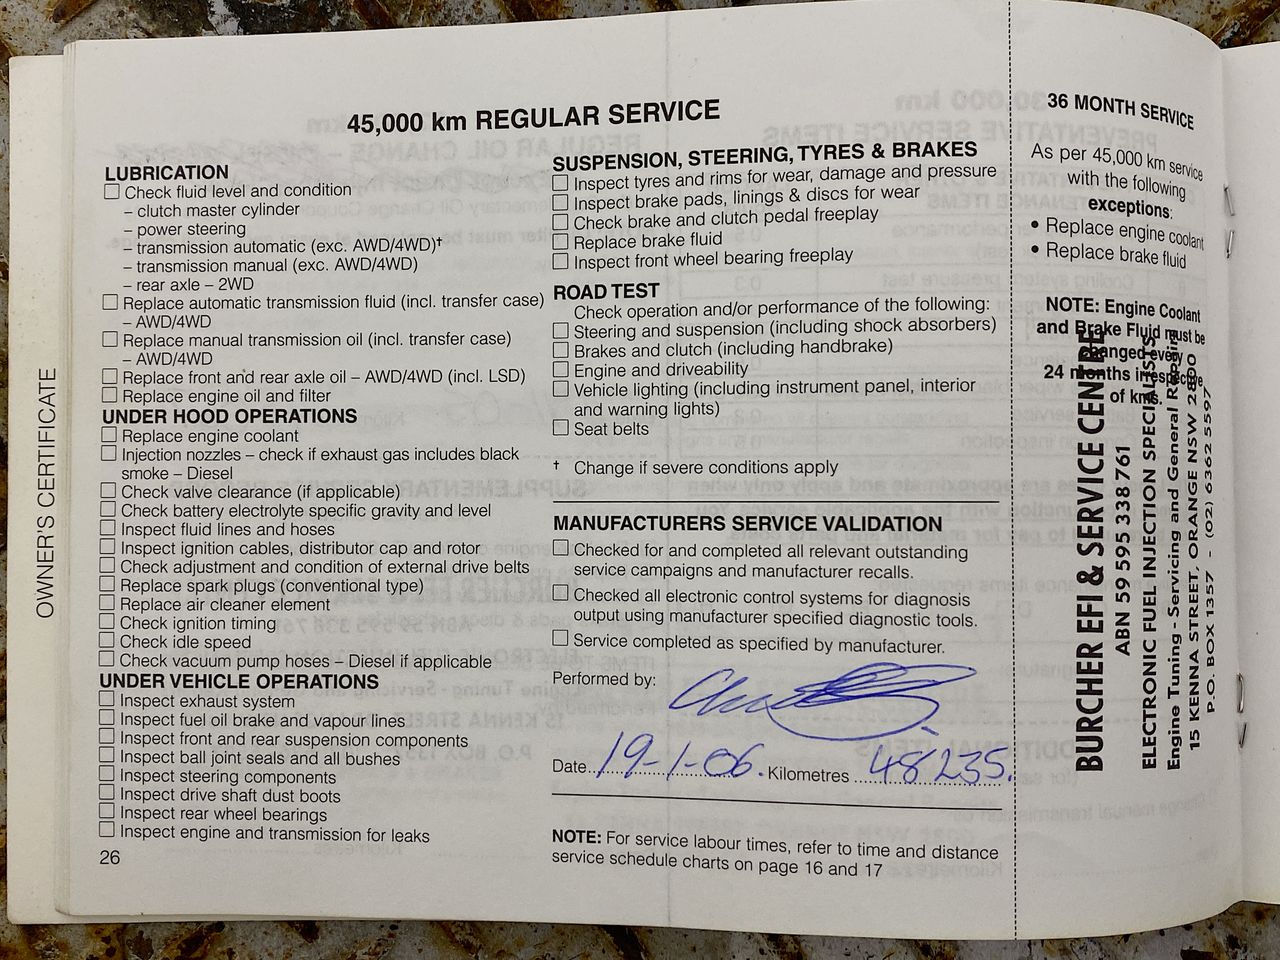 45,000 km REGULAR SERVICE
LUBRICATION
Check fluid level and condition
– clutch master cylinder
– power steering
– transmission automatic (exc. AWD/4WD)†
– transmission manual (exc. AWD/4WD)
– rear axle – 2WD
Replace automatic transmission fluid (incl. transfer case)
– AWD/4WD
Replace manual transmission oil (incl. transfer case)
– AWD/4WD
Replace front and rear axle oil – AWD/4WD (incl. LSD)
Replace engine oil and filter
UNDER HOOD OPERATIONS
Replace engine coolant
Injection nozzles – check if exhaust gas includes black
smoke – Diesel
Check valve clearance (if applicable)
Check battery electrolyte specific gravity and level
Inspect fluid lines and hoses
Inspect ignition cables, distributor cap and rotor
Check adjustment and condition of external drive belts
Replace spark plugs (conventional type)
Replace air cleaner element
Check ignition timing
Check idle speed
Check vacuum pump hoses – Diesel if applicable
UNDER VEHICLE OPERATIONS
Inspect exhaust system
Inspect fuel oil brake and vapour lines
Inspect front and rear suspension components
Inspect ball joint seals and all bushes
Inspect steering components
Inspect drive shaft dust boots
Inspect rear wheel bearings
Inspect engine and transmission for leaks
26
OWNER'S CERTIFICATE
SUSPENSION, STEERING, TYRES & BRAKES
Inspect tyres and rims for wear, damage and pressure
Inspect brake pads, linings & discs for wear
Check brake and clutch pedal freeplay
Replace brake fluid
Inspect front wheel bearing freeplay
ROAD TEST
Check operation and/or performance of the following:
Steering and suspension (including shock absorbers)
Brakes and clutch (including handbrake)
Engine and driveability
Vehicle lighting (including instrument panel, interior
and warning lights)
Seat belts
† Change if severe conditions apply
MANUFACTURERS SERVICE VALIDATION
Checked for and completed all relevant outstanding
service campaigns and manufacturer recalls.
Checked all electronic control systems for diagnosis
output using manufacturer specified diagnostic tools.
Service completed as specified by manufacturer.
Performed by:
Date 19-1-06. Kilometres 48235.
NOTE: For service labour times, refer to time and distance
service schedule charts on page 16 and 17
36 MONTH SERVICE
As per 45,000 km service
with the following
exceptions:
• Replace engine coolant
• Replace brake fluid
NOTE: Engine Coolant
and Brake Fluid must be
changed every
24 months irrespective
of kms.
BURCHER EFI & SERVICE CENTRE
ABN 59 595 338 761
ELECTRONIC FUEL INJECTION SPECIALISTS
Engine Tuning - Servicing and General Repairs
15 KENNA STREET, ORANGE NSW 2800
P.O. BOX 1357 - (02) 6362 5597